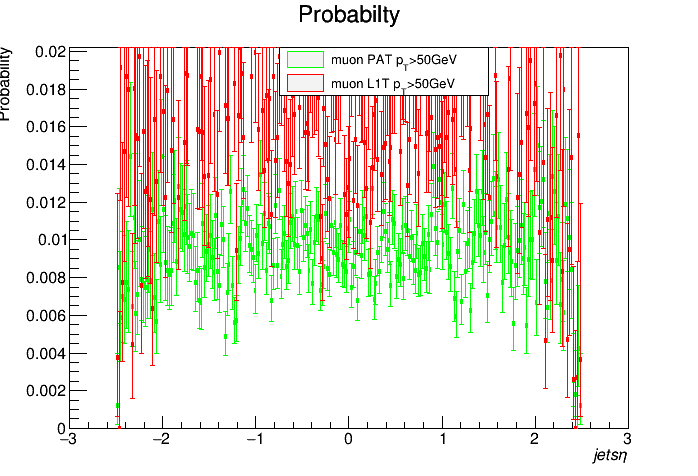 Probabilty
Probability
muon PAT p_T>50GeV
muon L1T p_T>50GeV
0.02
0.018
0.016
0.014
0.012
0.01
0.008
0.006
0.004
0.002
0
−3 −2 −1 0 1 2 3
jetsη